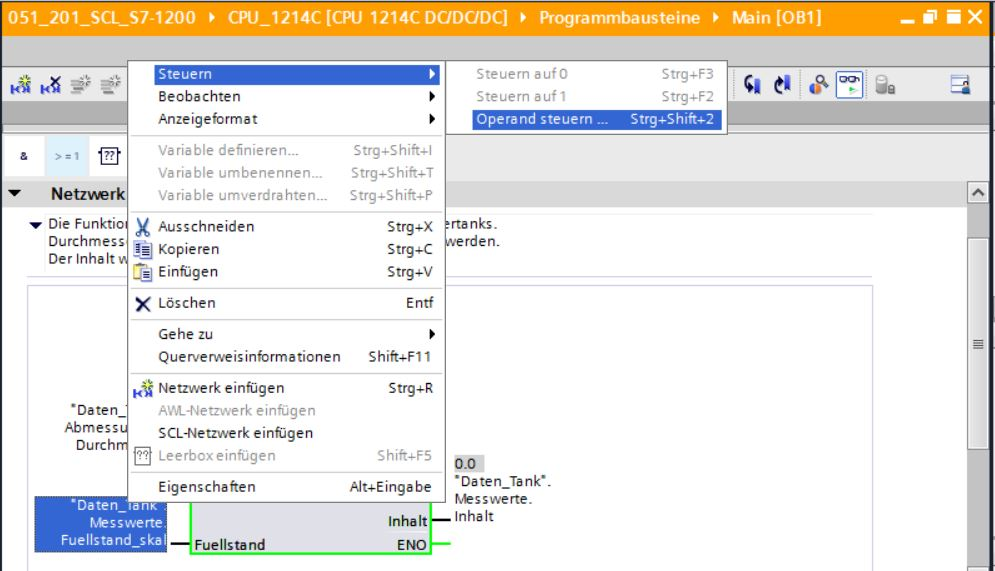 051_201_SCL_S7-1200 ▸ CPU_1214C [CPU 1214C DC/DC/DC] ▸ Programmbausteine ▸ Main [OB1]
Steuern
Steuern auf 0 Strg+F3
Beobachten
Steuern auf 1 Strg+F2
Anzeigeformat
Operand steuern ... Strg+Shift+2
& >=1 ??
Variable definieren... Strg+Shift+I
Variable umbenennen... Strg+Shift+T
Variable umverdrahten... Strg+Shift+P
Netzwerk
Die
ertanks.
Ausschneiden Strg+X
werden.
Kopieren Strg+C
Der Inhalt
Einfügen Strg+V
Löschen Entf
Gehe zu
Querverweisinformationen Shift+F11
Netzwerk einfügen Strg+R
AWL-Netzwerk einfügen
SCL-Netzwerk einfügen
Leerbox einfügen Shift+F5
Eigenschaften Alt+Eingabe
"Daten_
Abmessu
Durchm
0.0
"Daten_Tank".
Messwerte.
Inhalt
"Daten_Tank".
Messwerte.
Fuellstand_skal
Fuellstand
Inhalt
ENO